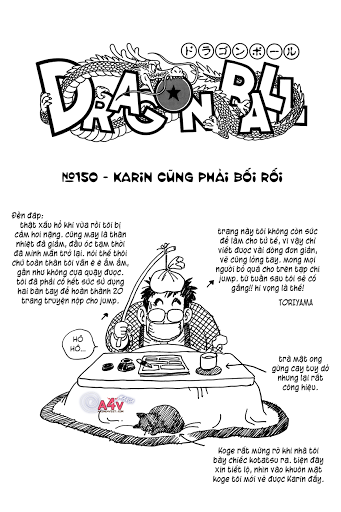 ドラゴンボール
DRAGON BALL
№150 - KARIN CŨNG PHẢI BỐI RỐI
Đền đáp:
thật xấu hổ khi vừa rồi tôi bị
cảm hơi nặng. cũng may là thân
nhiệt đã giảm, đầu óc tạm thời
đã minh mẫn trở lại. nói thế thôi
chứ toàn thân tôi vẫn ê ẩm ẩm,
gần như không cựa quậy được.
tôi đã phải cố hết sức sử dụng
hai bàn tay để hoàn thành 20
trang truyện nộp cho jump.
trang này tôi không còn sức
để làm cho tử tế, vì vậy chỉ
viết được vài dòng đơn giản,
vẽ cũng lỏng tay. mong mọi
người bỏ qua cho trên tạp chí
jump. từ tuần sau tôi sẽ cố
gắng!! hi vọng là thế!
TORIYAMA
HỒ
HỒ...
trà mật ong
gừng cay tuy dở
nhưng lại rất
công hiệu.
A4V
Koge rất mừng rỡ khi nhà tôi
bày chiếc kotatsu ra. tiện đây
xin tiết lộ, nhìn vào khuôn mặt
koge tôi mới vẽ được Karin đấy.